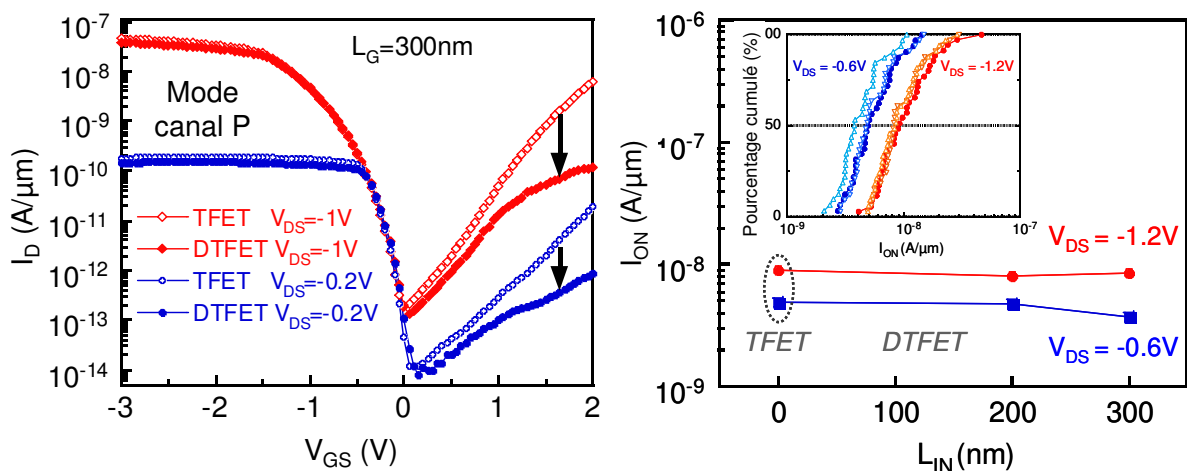 10⁻⁷
10⁻⁸
10⁻⁹
10⁻¹⁰
10⁻¹¹
10⁻¹²
10⁻¹³
10⁻¹⁴
I_D (A/µm)
L_G=300nm
Mode
canal P
TFET V_DS=-1V
DTFET V_DS=-1V
TFET V_DS=-0.2V
DTFET V_DS=-0.2V
-3 -2 -1 0 1 2
V_GS (V)
10⁻⁶
10⁻⁷
10⁻⁸
10⁻⁹
I_ON (A/µm)
Pourcentage cumulé (%)
00
50
0
V_DS = -0.6V
V_DS = -1.2V
10⁻⁹ 10⁻⁸ 10⁻⁷
I_ON (A/µm)
V_DS = -1.2V
TFET DTFET
V_DS = -0.6V
0 100 200 300
L_IN (nm)